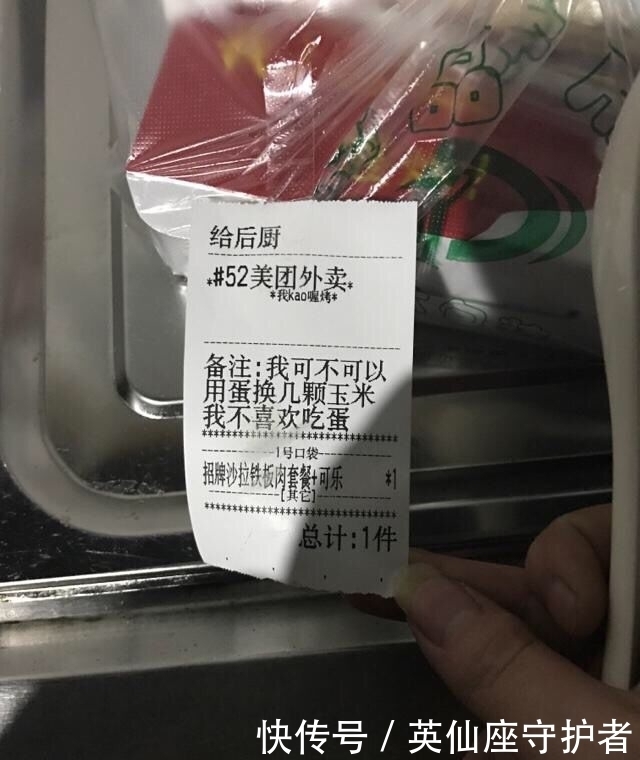 给后厨
*#52美团外卖*
*我kao喔烤*
备注:我可不可以
用蛋换几颗玉米
我不喜欢吃蛋
1号口袋
招牌沙拉铁板肉套餐+可乐 *1
[其它]
总计:1件
快传号 / 英仙座守护者